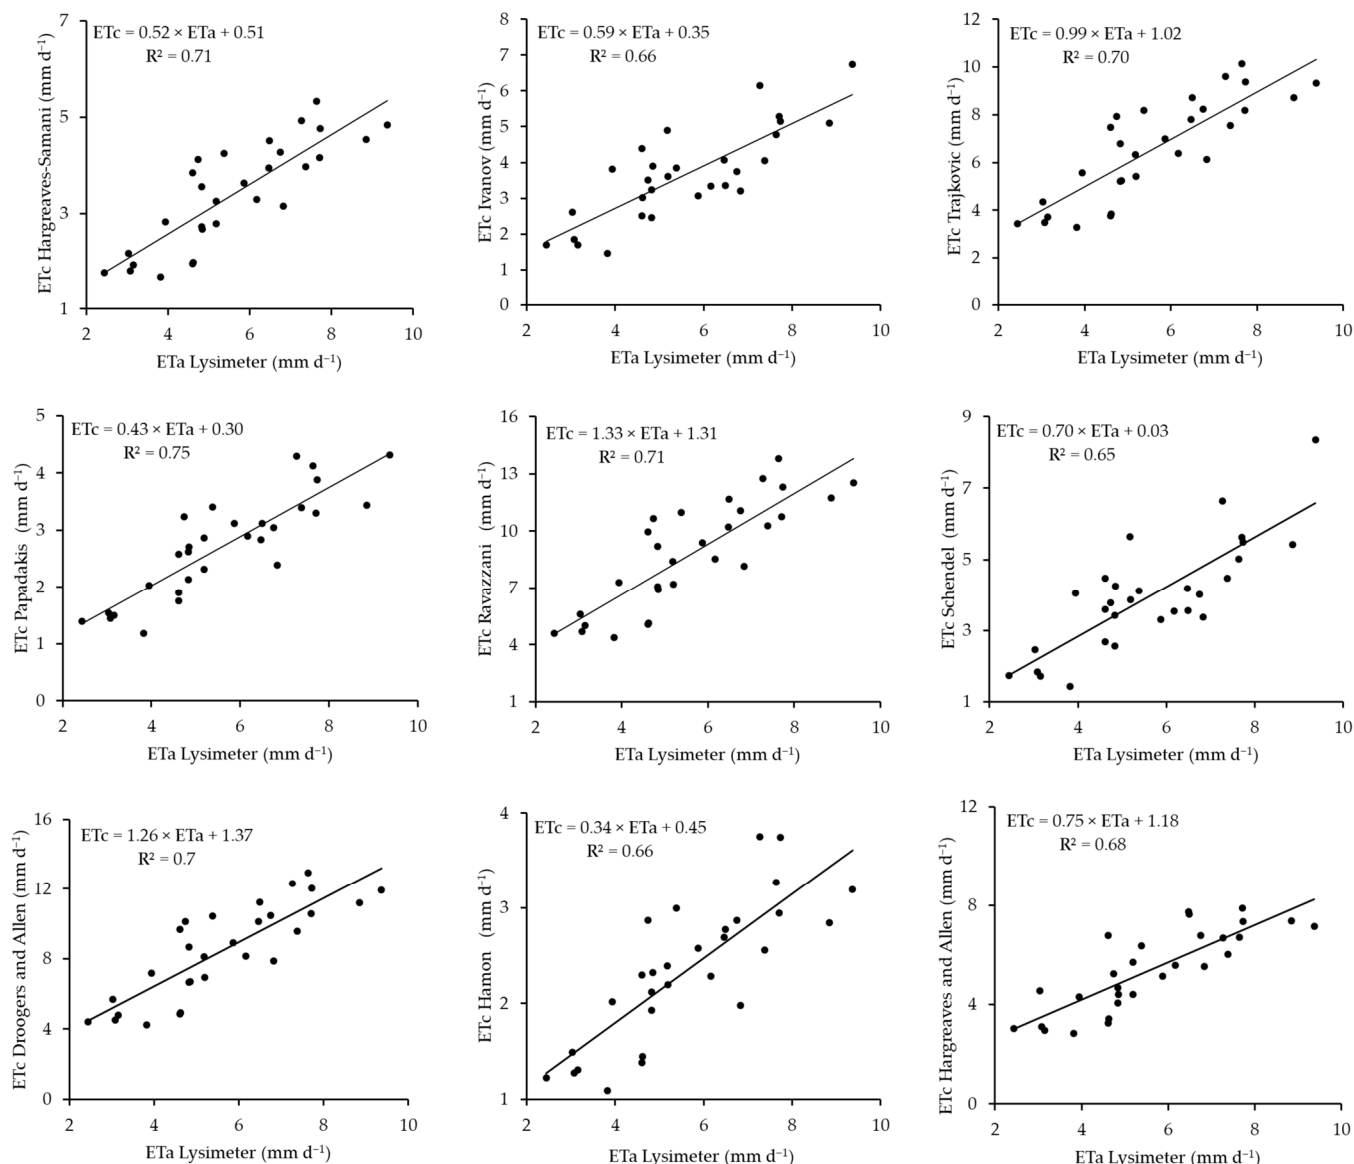 ETc = 0.52 × ETa + 0.51
R² = 0.71
ETc Hargreaves-Samani (mm d⁻¹)
7
5
3
1
2 4 6 8 10
ETa Lysimeter (mm d⁻¹)
ETc = 0.59 × ETa + 0.35
R² = 0.66
ETc Ivanov (mm d⁻¹)
8
7
6
5
4
3
2
1
0
2 4 6 8 10
ETa Lysimeter (mm d⁻¹)
ETc = 0.99 × ETa + 1.02
R² = 0.70
ETc Trajkovic (mm d⁻¹)
12
10
8
6
4
2
0
2 4 6 8 10
ETa Lysimeter (mm d⁻¹)
ETc = 0.43 × ETa + 0.30
R² = 0.75
ETc Papadakis (mm d⁻¹)
5
4
3
2
1
0
2 4 6 8 10
ETa Lysimeter (mm d⁻¹)
ETc = 1.33 × ETa + 1.31
R² = 0.71
ETc Ravazzani (mm d⁻¹)
16
13
10
7
4
1
2 4 6 8 10
ETa Lysimeter (mm d⁻¹)
ETc = 0.70 × ETa + 0.03
R² = 0.65
ETc Schendel (mm d⁻¹)
9
7
5
3
1
2 4 6 8 10
ETa Lysimeter (mm d⁻¹)
ETc = 1.26 × ETa + 1.37
R² = 0.7
ETc Droogers and Allen (mm d⁻¹)
16
12
8
4
0
2 4 6 8 10
ETa Lysimeter (mm d⁻¹)
ETc = 0.34 × ETa + 0.45
R² = 0.66
ETc Hamon (mm d⁻¹)
4
3
2
1
2 4 6 8 10
ETa Lysimeter (mm d⁻¹)
ETc = 0.75 × ETa + 1.18
R² = 0.68
ETc Hargreaves and Allen (mm d⁻¹)
12
8
4
0
2 4 6 8 10
ETa Lysimeter (mm d⁻¹)